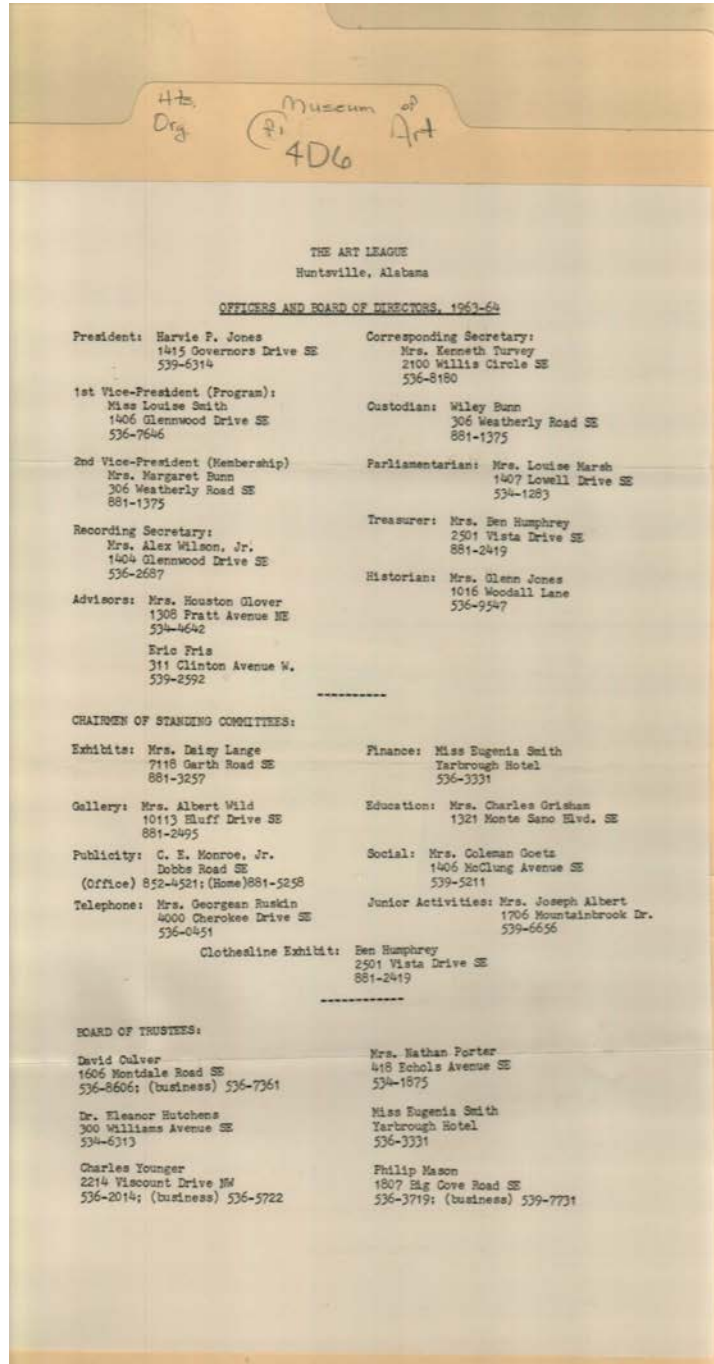 Hts. Museum of
Org. Art
4D6
THE ART LEAGUE
Huntsville, Alabama
OFFICERS AND BOARD OF DIRECTORS, 1963-64
President: Harvie P. Jones
1415 Governors Drive SE
539-6314
1st Vice-President (Program):
Miss Louise Smith
1406 Glennwood Drive SE
536-7646
2nd Vice-President (Membership)
Mrs. Margaret Bunn
306 Weatherly Road SE
881-1375
Recording Secretary:
Mrs. Alex Wilson, Jr.
1404 Glennwood Drive SE
536-2687
Advisors: Mrs. Houston Glover
1308 Pratt Avenue NE
534-4642
Eric Fris
311 Clinton Avenue W.
539-2592
Corresponding Secretary:
Mrs. Kenneth Turvey
2100 Willis Circle SE
536-8180
Custodian: Wiley Bunn
306 Weatherly Road SE
881-1375
Parliamentarian: Mrs. Louise Marsh
1407 Lowell Drive SE
534-1283
Treasurer: Mrs. Ben Humphrey
2501 Vista Drive SE
881-2419
Historian: Mrs. Glenn Jones
1016 Woodall Lane
536-9547
----------
CHAIRMEN OF STANDING COMMITTEES:
Exhibits: Mrs. Daisy Lange
7118 Garth Road SE
881-3257
Gallery: Mrs. Albert Wild
10113 Bluff Drive SE
881-2495
Publicity: C. E. Monroe, Jr.
Dobbs Road SE
(Office) 852-4521; (Home)881-5258
Telephone: Mrs. Georgean Ruskin
4000 Cherokee Drive SE
536-0451
Finance: Miss Eugenia Smith
Yarbrough Hotel
536-3331
Education: Mrs. Charles Grisham
1321 Monte Sano Blvd. SE
Social: Mrs. Coleman Goetz
1406 McClung Avenue SE
539-5211
Junior Activities: Mrs. Joseph Albert
1706 Mountainbrook Dr.
539-6656
Clothesline Exhibit: Ben Humphrey
2501 Vista Drive SE
881-2419
------------
BOARD OF TRUSTEES:
David Culver
1606 Montdale Road SE
536-8606; (business) 536-7361
Dr. Eleanor Hutchens
300 Williams Avenue SE
534-6313
Charles Younger
2214 Viscount Drive NW
536-2014; (business) 536-5722
Mrs. Nathan Porter
418 Echols Avenue SE
534-1875
Miss Eugenia Smith
Yarbrough Hotel
536-3331
Philip Mason
1807 Big Cove Road SE
536-3719; (business) 539-7731